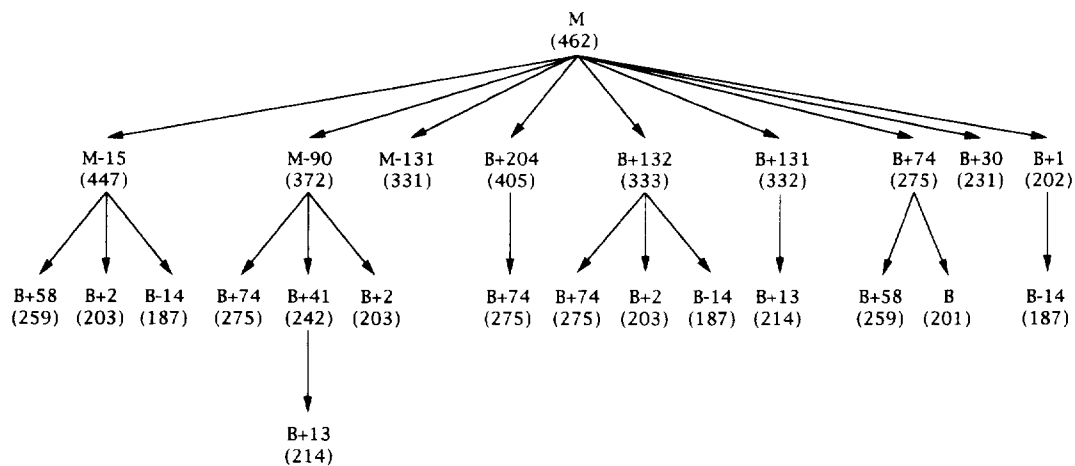 M
(462)
M-15 M-90 M-131 B+204 B+132 B+131 B+74 B+30 B+1
(447) (372) (331) (405) (333) (332) (275) (231) (202)
B+58 B+2 B-14 B+74 B+41 B+2 B+74 B+74 B+2 B-14 B+13 B+58 B B-14
(259) (203) (187) (275) (242) (203) (275) (275) (203) (187) (214) (259) (201) (187)
B+13
(214)